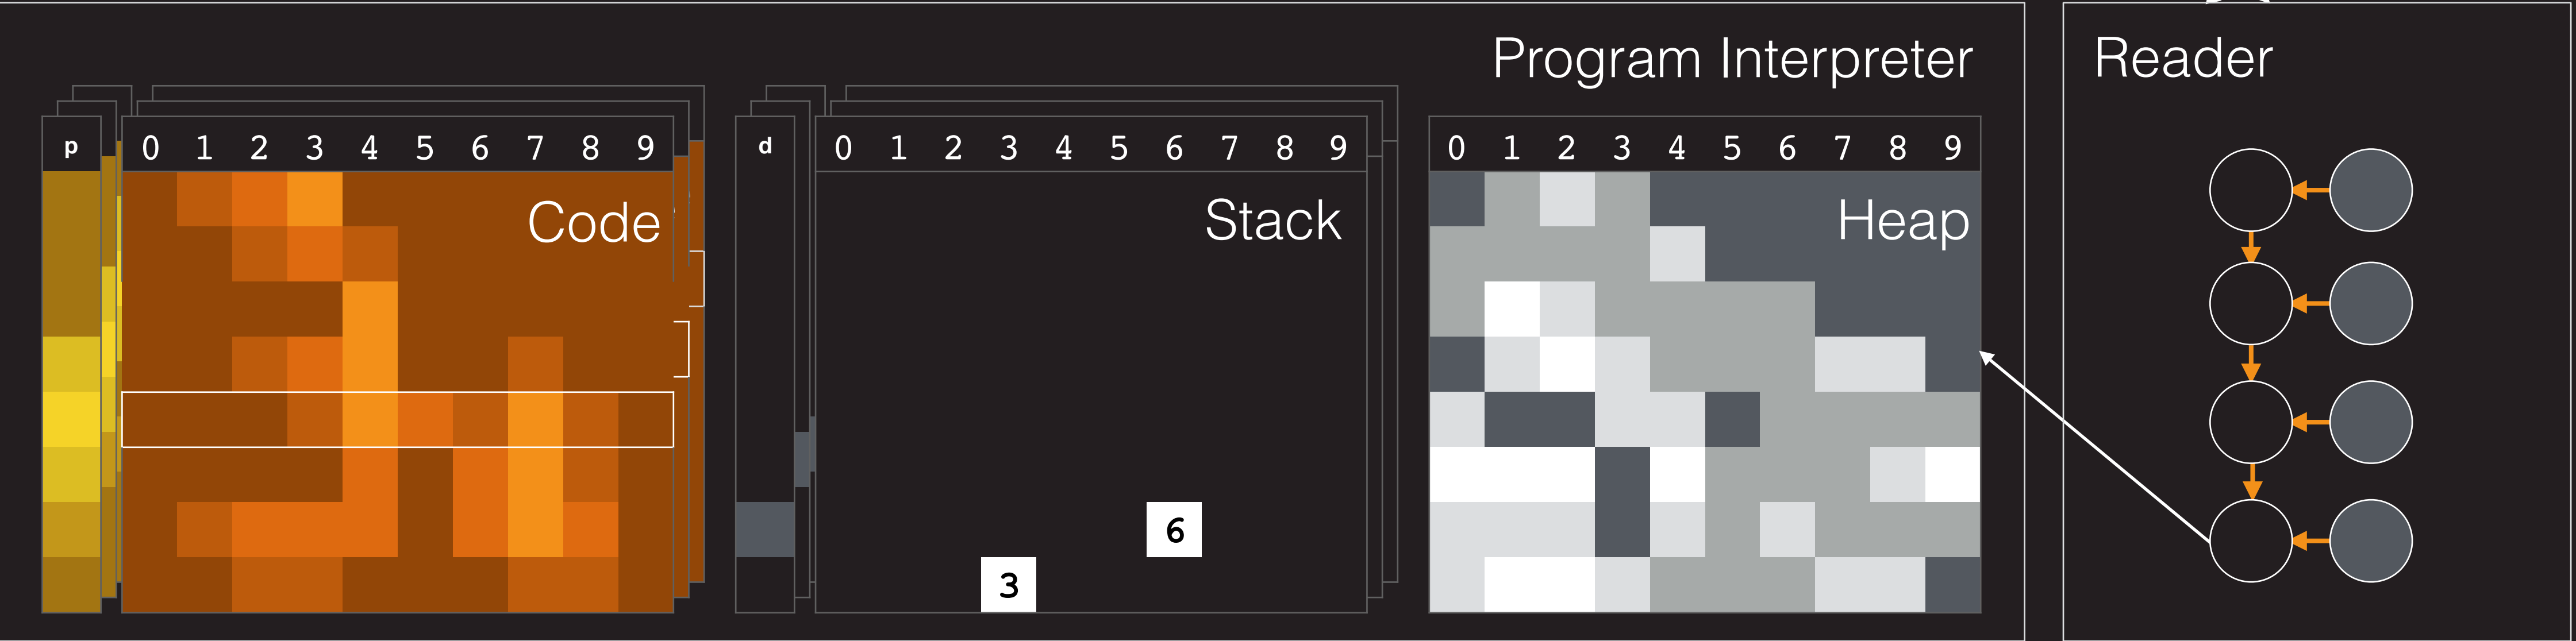 Program Interpreter
Reader
p
0 1 2 3 4 5 6 7 8 9
Code
d
0 1 2 3 4 5 6 7 8 9
Stack
6
3
0 1 2 3 4 5 6 7 8 9
Heap